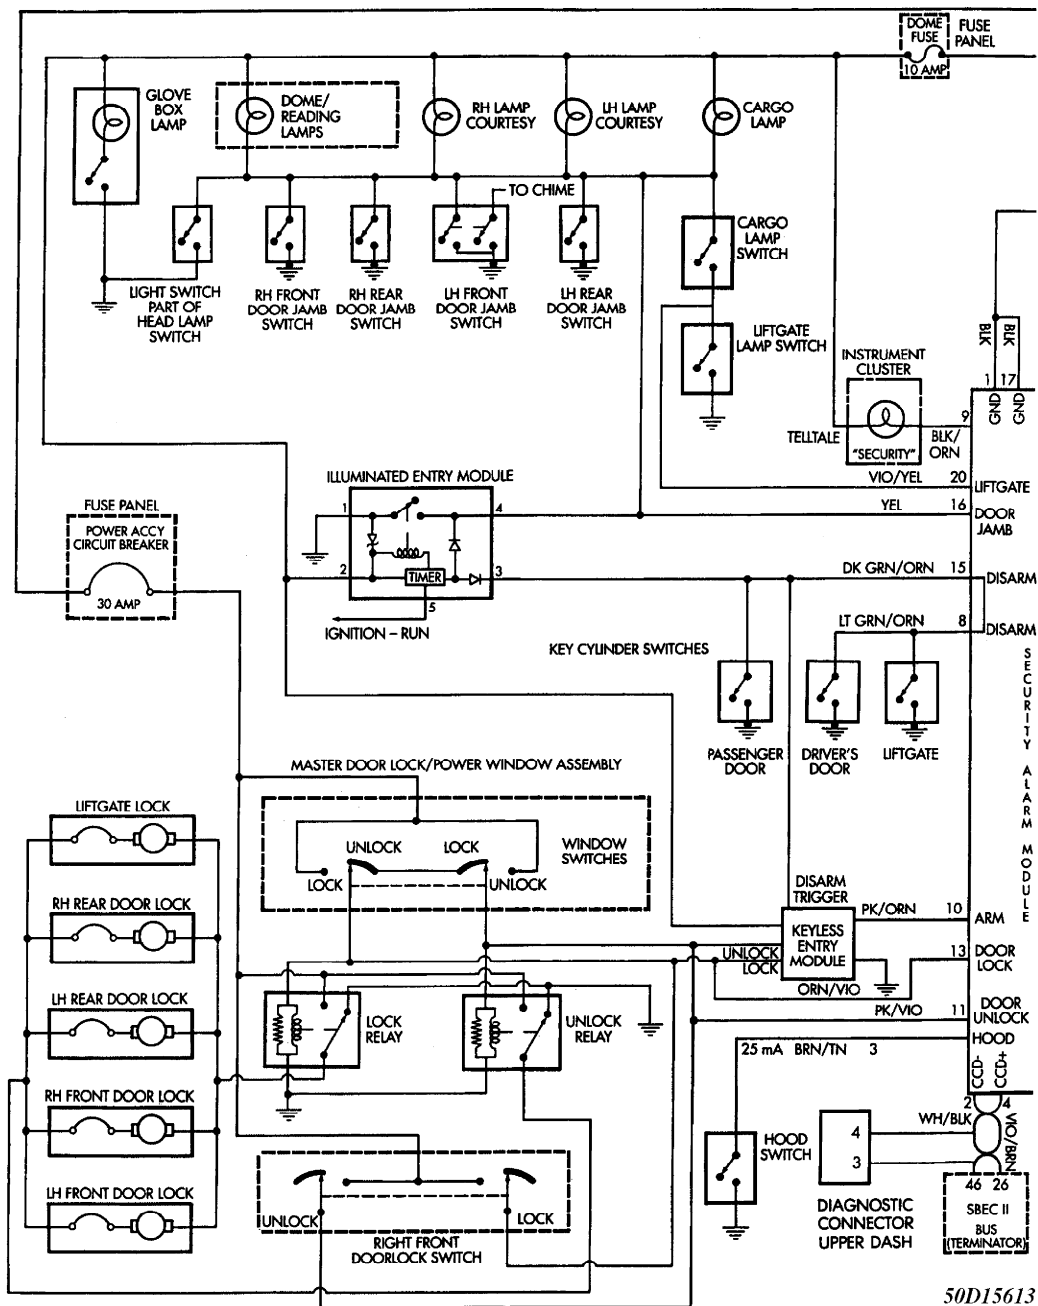 DOME
FUSE
10 AMP
FUSE
PANEL
GLOVE
BOX
LAMP
DOME/
READING
LAMPS
RH LAMP
COURTESY
LH LAMP
COURTESY
CARGO
LAMP
TO CHIME
CARGO
LAMP
SWITCH
LIGHT SWITCH
PART OF
HEAD LAMP
SWITCH
RH FRONT
DOOR JAMB
SWITCH
RH REAR
DOOR JAMB
SWITCH
LH FRONT
DOOR JAMB
SWITCH
LH REAR
DOOR JAMB
SWITCH
LIFTGATE
LAMP SWITCH
BLK
BLK
1
17
GND
GND
INSTRUMENT
CLUSTER
"SECURITY"
TELLTALE
9
BLK/
ORN
VIO/YEL
20
LIFTGATE
YEL
16
DOOR
JAMB
ILLUMINATED ENTRY MODULE
1
4
2
TIMER
3
5
IGNITION – RUN
FUSE PANEL
POWER ACCY
CIRCUIT BREAKER
30 AMP
DK GRN/ORN
15
DISARM
LT GRN/ORN
8
DISARM
KEY CYLINDER SWITCHES
PASSENGER
DOOR
DRIVER'S
DOOR
LIFTGATE
SECURITY ALARM MODULE
MASTER DOOR LOCK/POWER WINDOW ASSEMBLY
UNLOCK
LOCK
WINDOW
SWITCHES
LOCK
UNLOCK
LIFTGATE LOCK
RH REAR DOOR LOCK
LH REAR DOOR LOCK
RH FRONT DOOR LOCK
LH FRONT DOOR LOCK
DISARM
TRIGGER
KEYLESS
ENTRY
MODULE
UNLOCK
LOCK
PK/ORN
10
ARM
13
DOOR
LOCK
ORN/VIO
PK/VIO
11
DOOR
UNLOCK
LOCK
RELAY
UNLOCK
RELAY
25 mA
BRN/TN
3
HOOD
CCD-
CCD+
2
4
WH/BLK
VIO/BRN
HOOD
SWITCH
4
3
DIAGNOSTIC
CONNECTOR
UPPER DASH
46
26
SBEC II
BUS
(TERMINATOR)
UNLOCK
LOCK
RIGHT FRONT
DOORLOCK SWITCH
50D15613